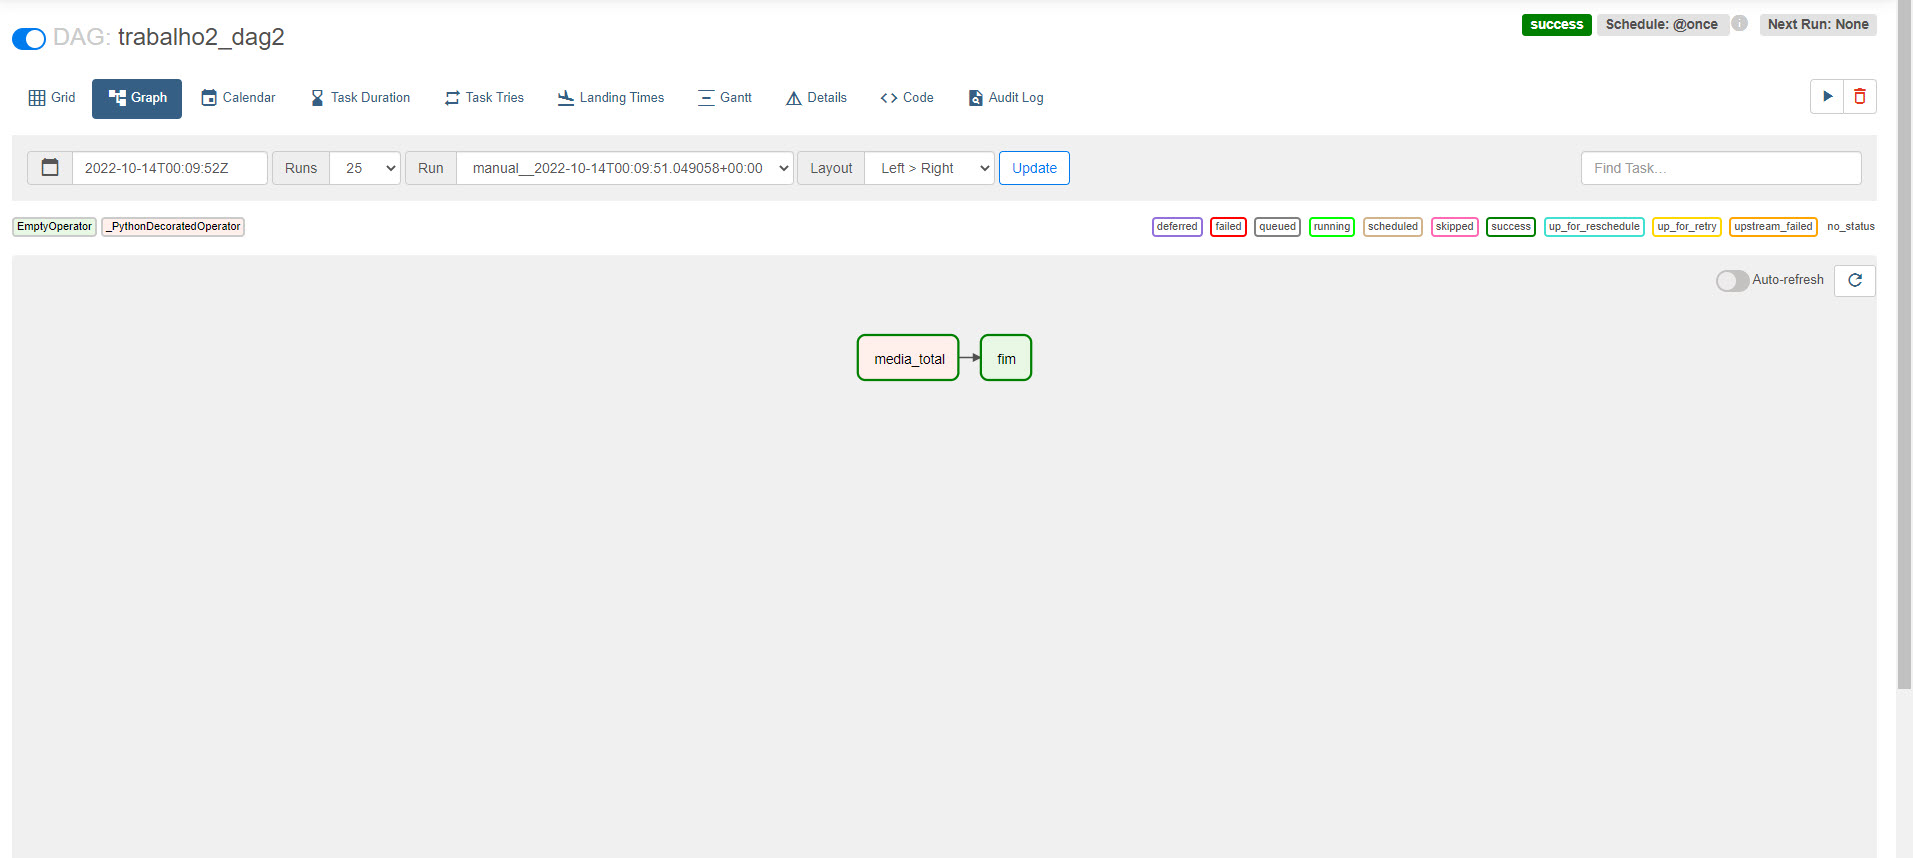 DAG: trabalho2_dag2
success Schedule: @once Next Run: None
Grid Graph Calendar Task Duration Task Tries Landing Times Gantt Details Code Audit Log
2022-10-14T00:09:52Z Runs 25 Run manual__2022-10-14T00:09:51.049058+00:00 Layout Left > Right Update Find Task...
EmptyOperator _PythonDecoratedOperator deferred failed queued running scheduled skipped success up_for_reschedule up_for_retry upstream_failed no_status
Auto-refresh
media_total fim